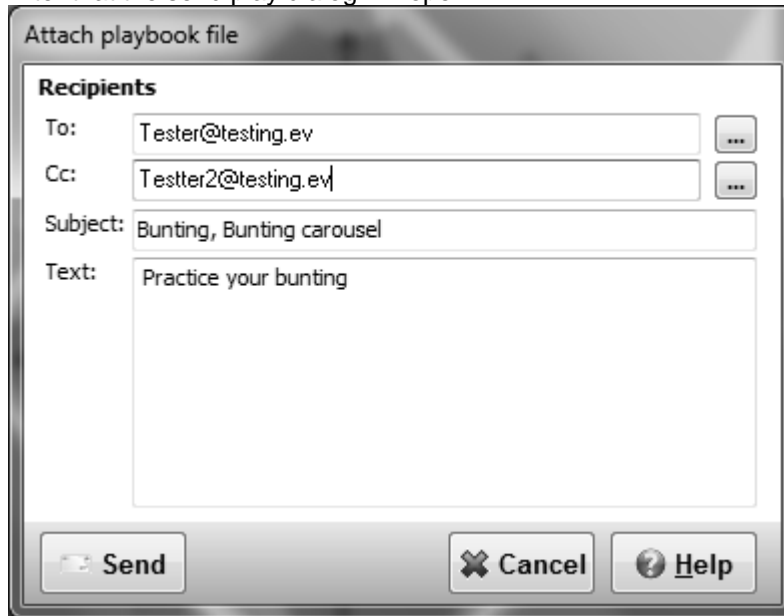 Attach playbook file
Recipients
To: Tester@testing.ev ...
Cc: Testter2@testing.ev ...
Subject: Bunting, Bunting carousel
Text: Practice your bunting
Send Cancel Help